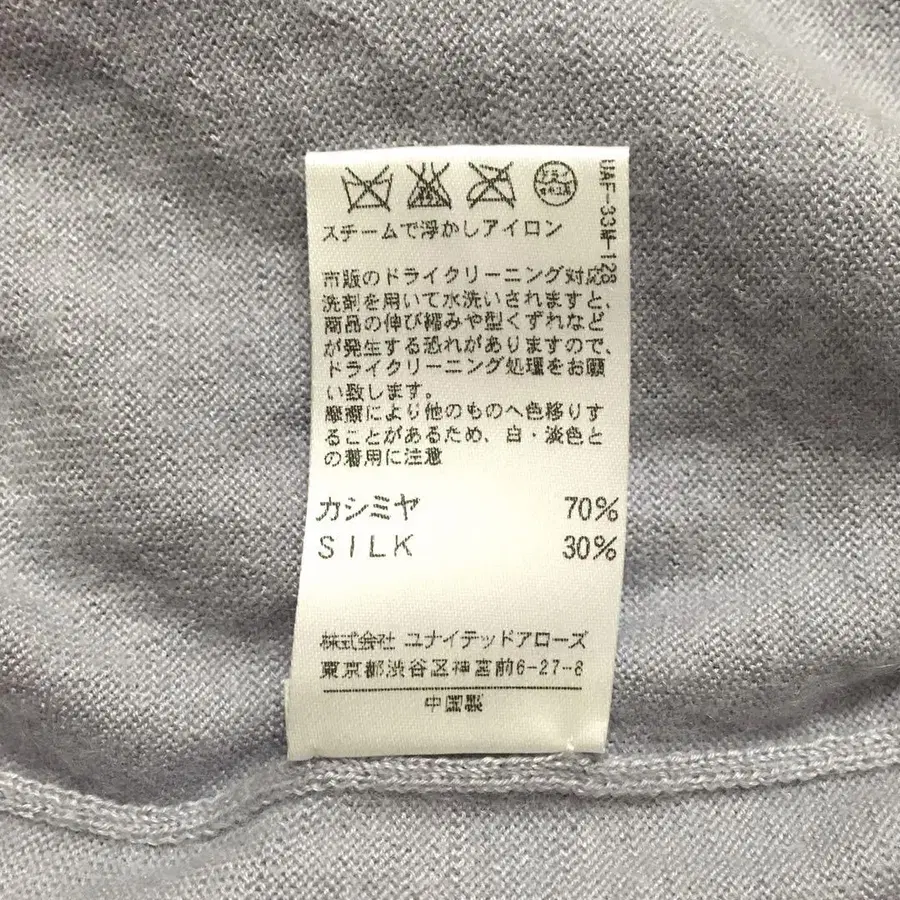 スチームで浮かしアイロン
市販のドライクリーニング対応
洗剤を用いて水洗いされますと、
商品の伸び縮みや型くずれなど
が発生する恐れがありますので、
ドライクリーニング処理をお願
い致します。
摩擦により他のものへ色移りす
ることがあるため、白・淡色と
の着用に注意
カシミヤ 70%
SILK 30%
株式会社 ユナイテッドアローズ
東京都渋谷区神宮前6-27-8
中国製
UAF-33M-128